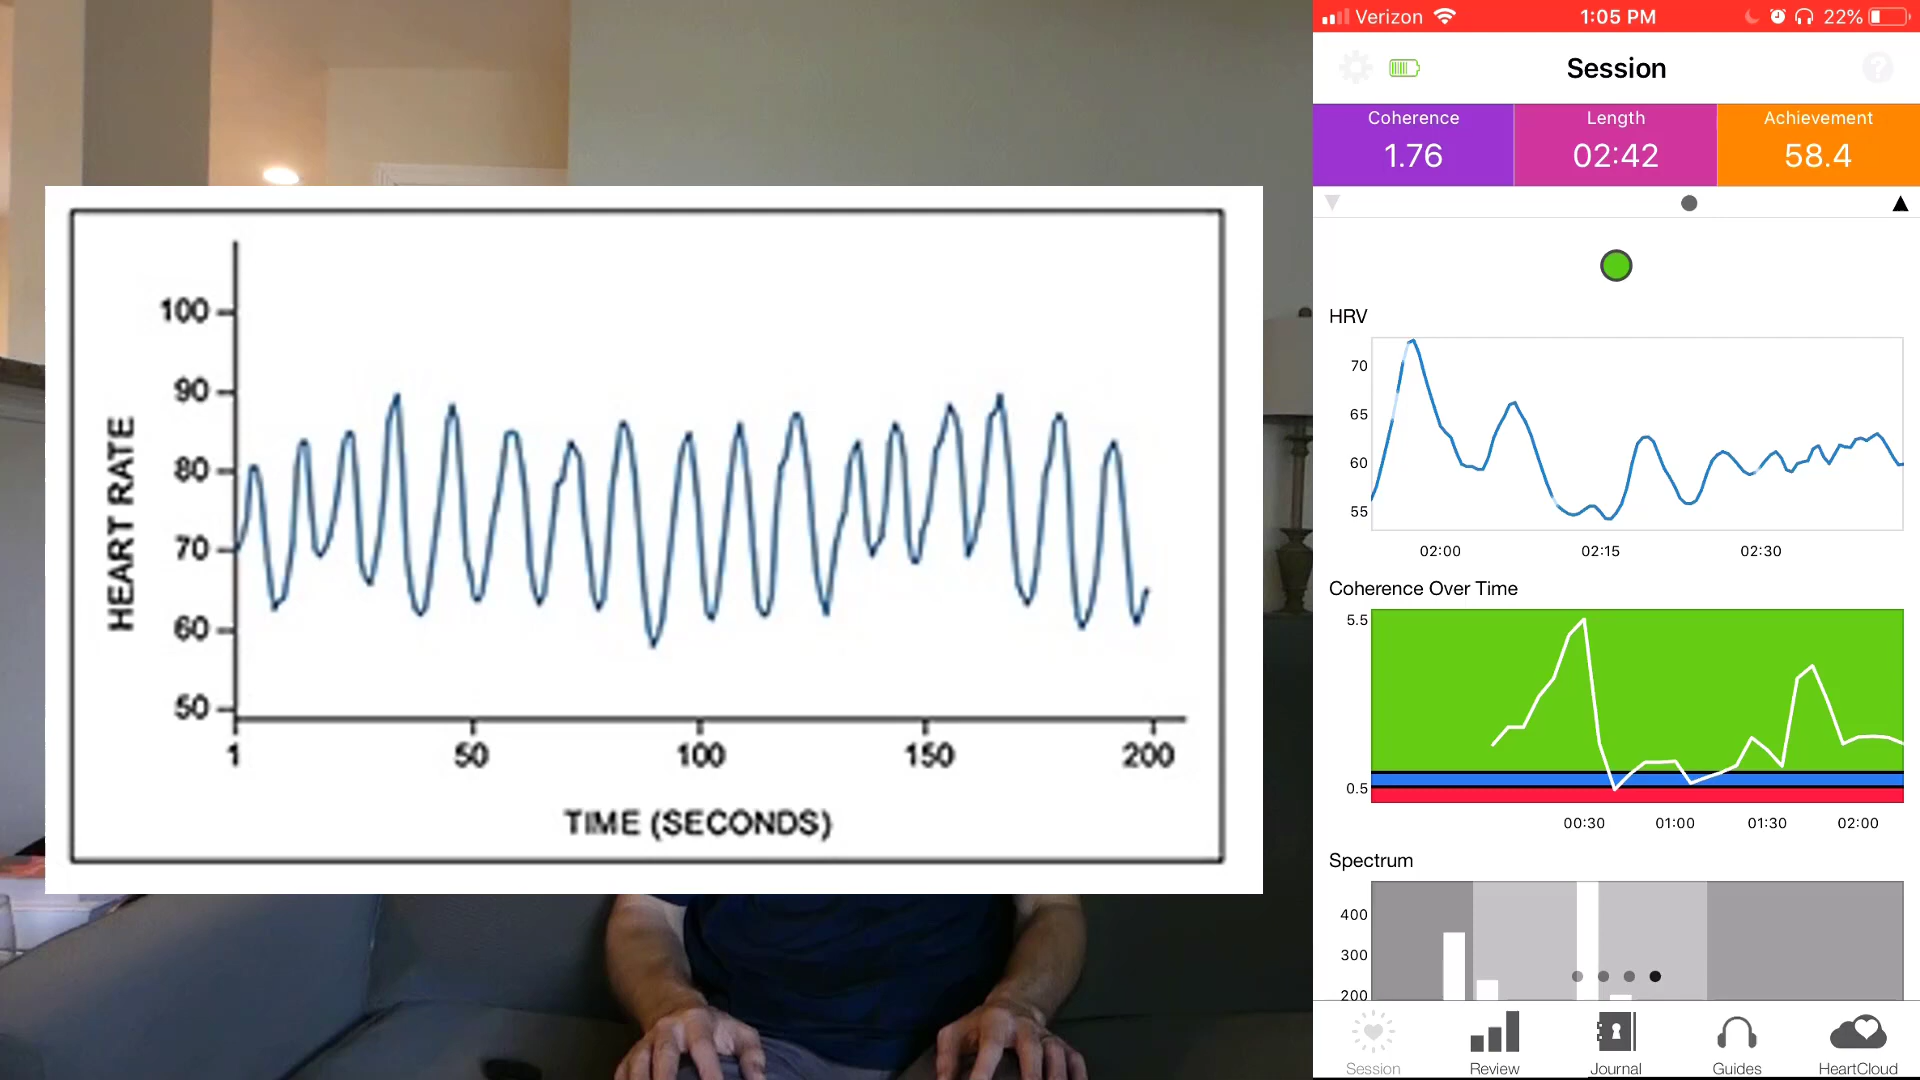 100
90
80
70
60
50
HEART RATE
1
50
100
150
200
TIME (SECONDS)
Verizon
1:05 PM
22%
Session
?
Coherence
1.76
Length
02:42
Achievement
58.4
HRV
70
65
60
55
02:00
02:15
02:30
Coherence Over Time
5.5
0.5
00:30
01:00
01:30
02:00
Spectrum
400
300
200
Session
Review
Journal
Guides
HeartCloud